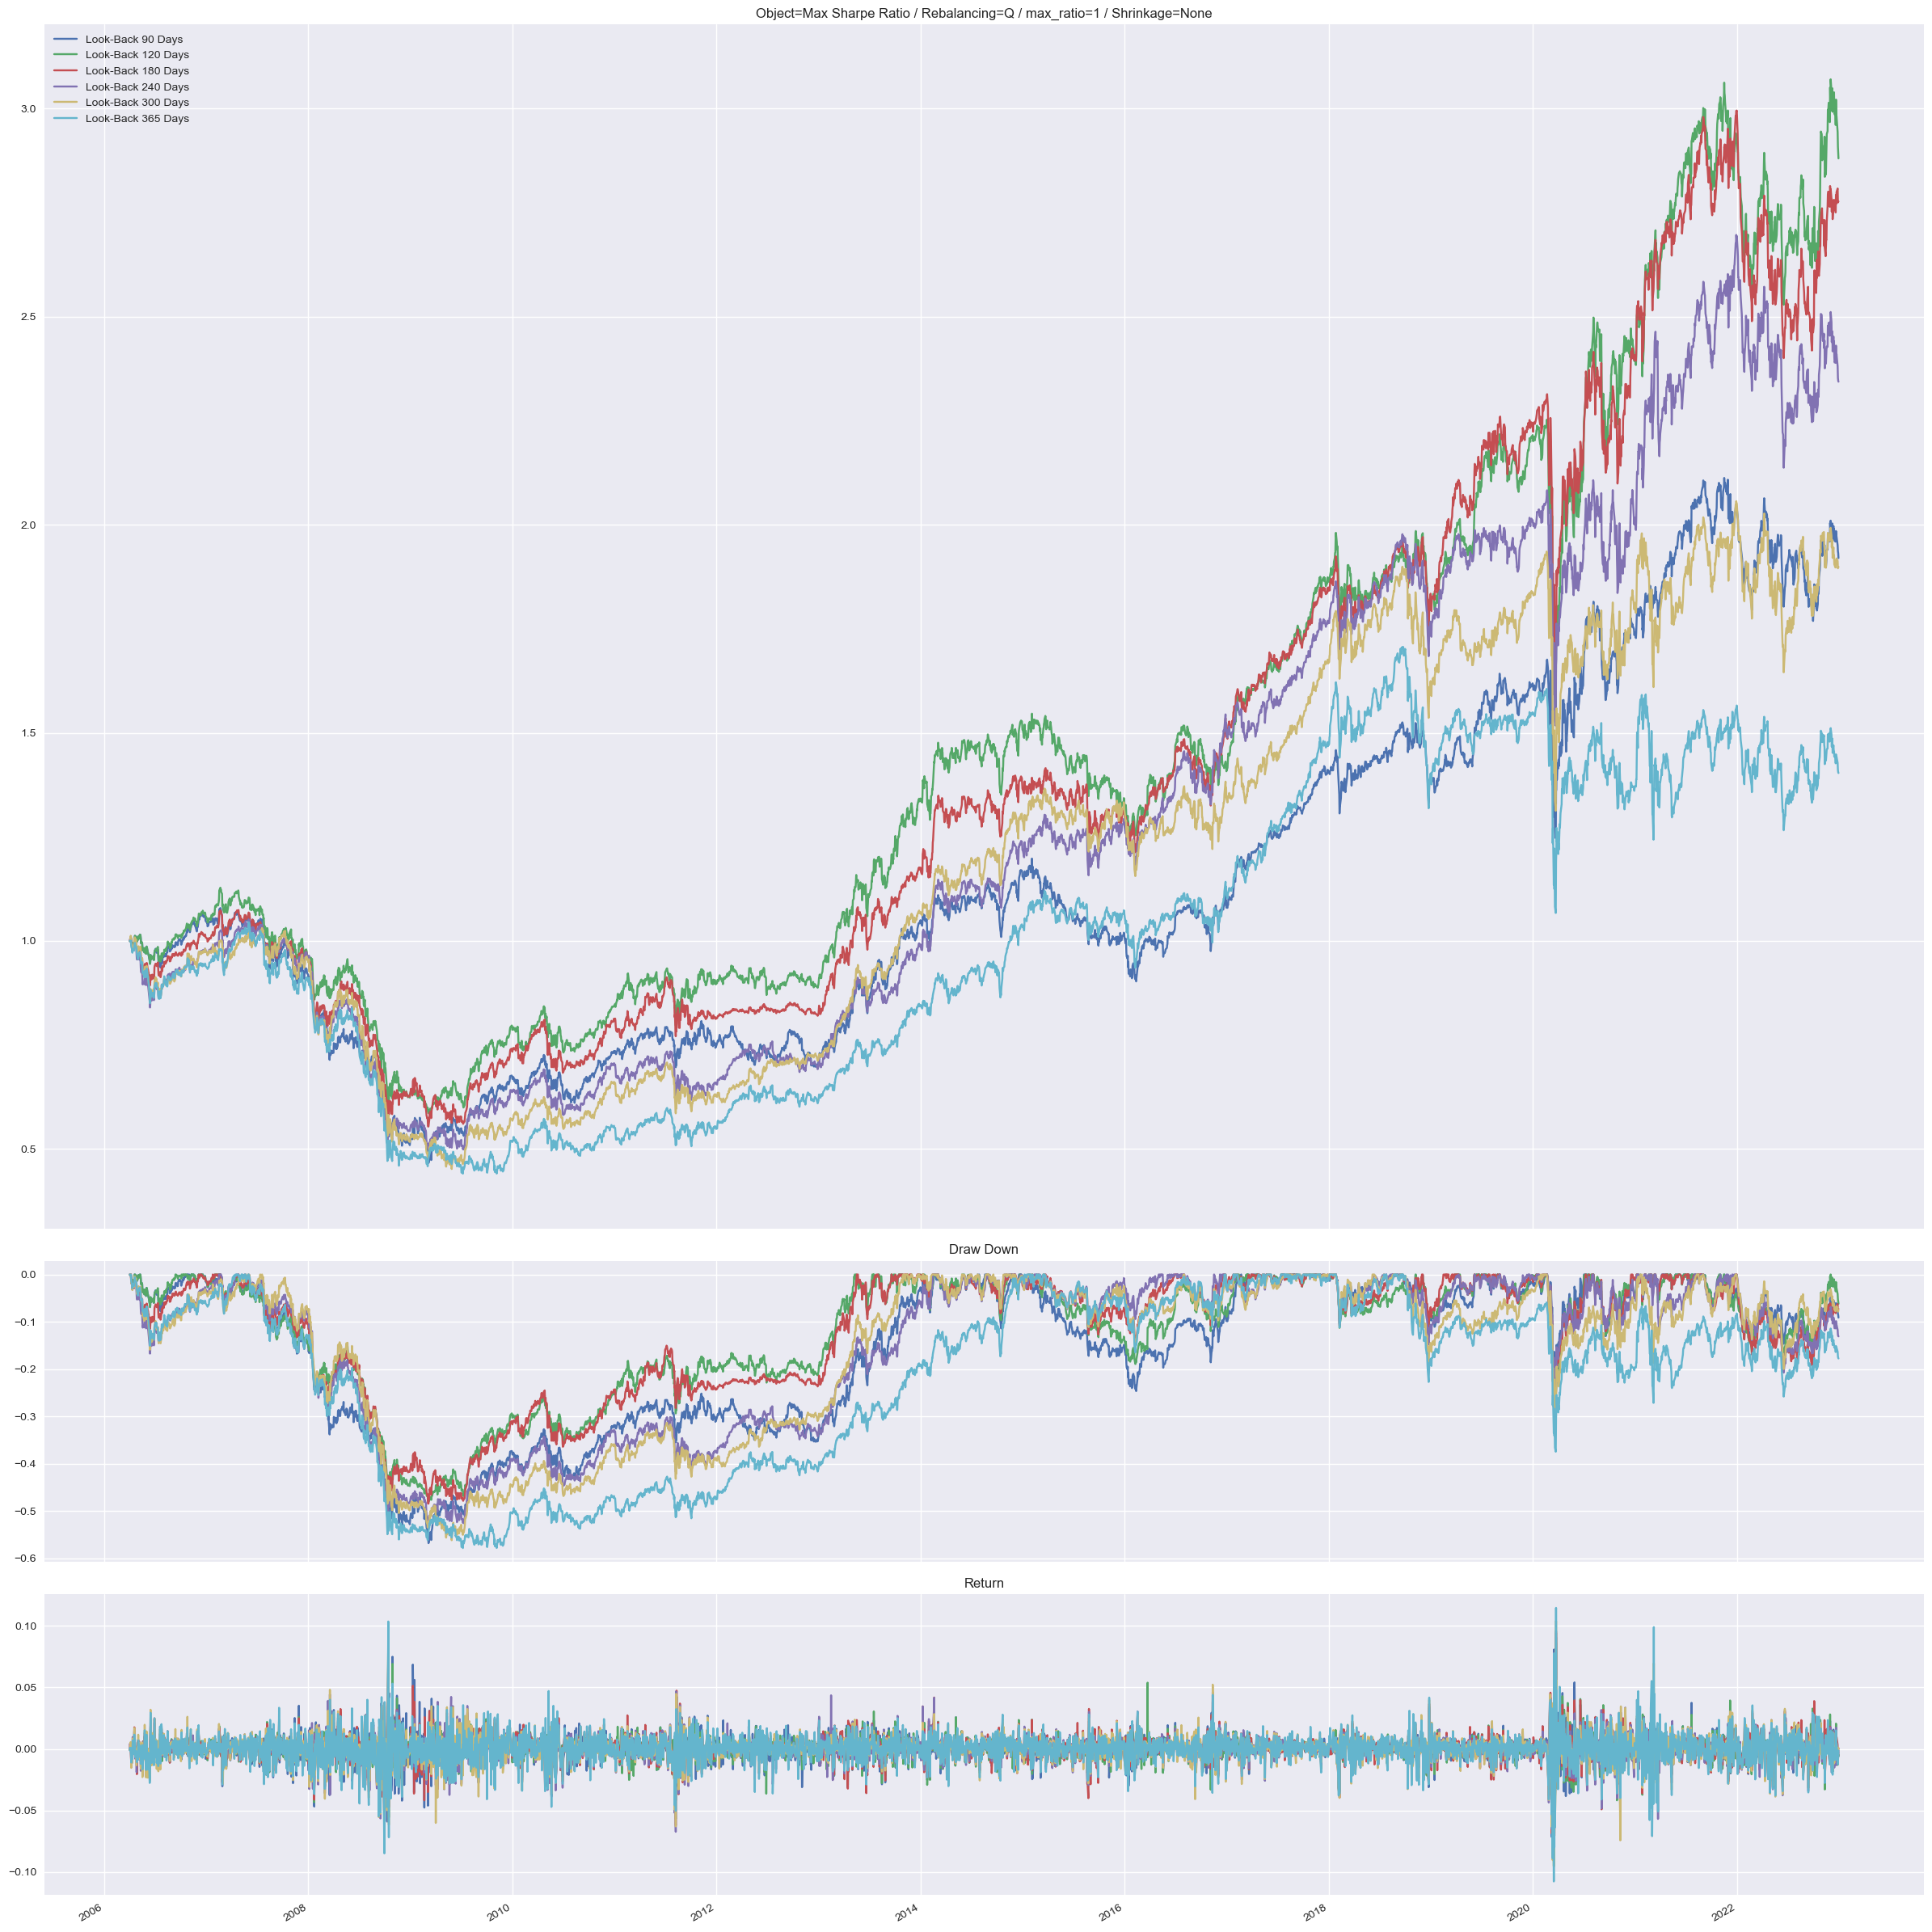 Object=Max Sharpe Ratio / Rebalancing=Q / max_ratio=1 / Shrinkage=None
Look-Back 90 Days
Look-Back 120 Days
Look-Back 180 Days
Look-Back 240 Days
Look-Back 300 Days
Look-Back 365 Days
3.0
2.5
2.0
1.5
1.0
0.5
Draw Down
0.0
−0.1
−0.2
−0.3
−0.4
−0.5
−0.6
Return
0.10
0.05
0.00
−0.05
−0.10
2006 2008 2010 2012 2014 2016 2018 2020 2022